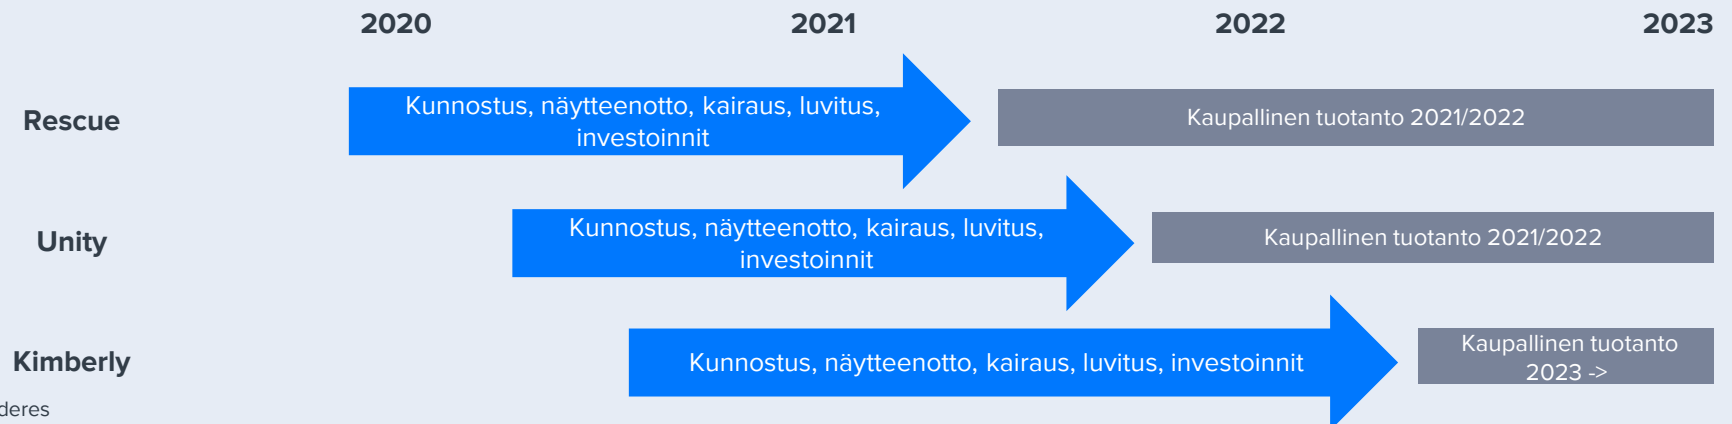 2020 2021 2022 2023
Rescue
Kunnostus, näytteenotto, kairaus, luvitus,
investoinnit
Kaupallinen tuotanto 2021/2022
Unity
Kunnostus, näytteenotto, kairaus, luvitus,
investoinnit
Kaupallinen tuotanto 2021/2022
Kimberly
Kunnostus, näytteenotto, kairaus, luvitus, investoinnit
Kaupallinen tuotanto
2023 ->
deres